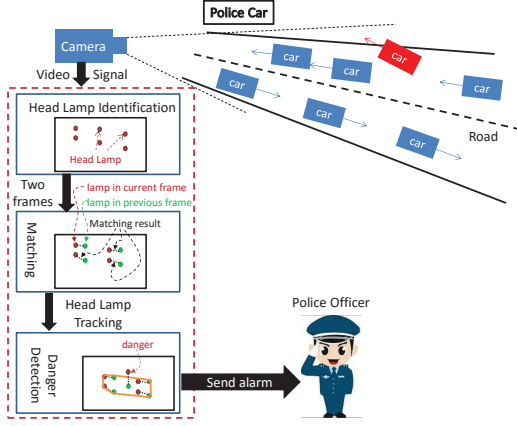 Police Car
Camera
car
car
car
car
car
car
car
Road
Video Signal
Head Lamp Identification
Head Lamp
Two
frames
lamp in current frame
lamp in previous frame
Matching result
Matching
Head Lamp
Tracking
Danger
Detection
danger
Send alarm
Police Officer